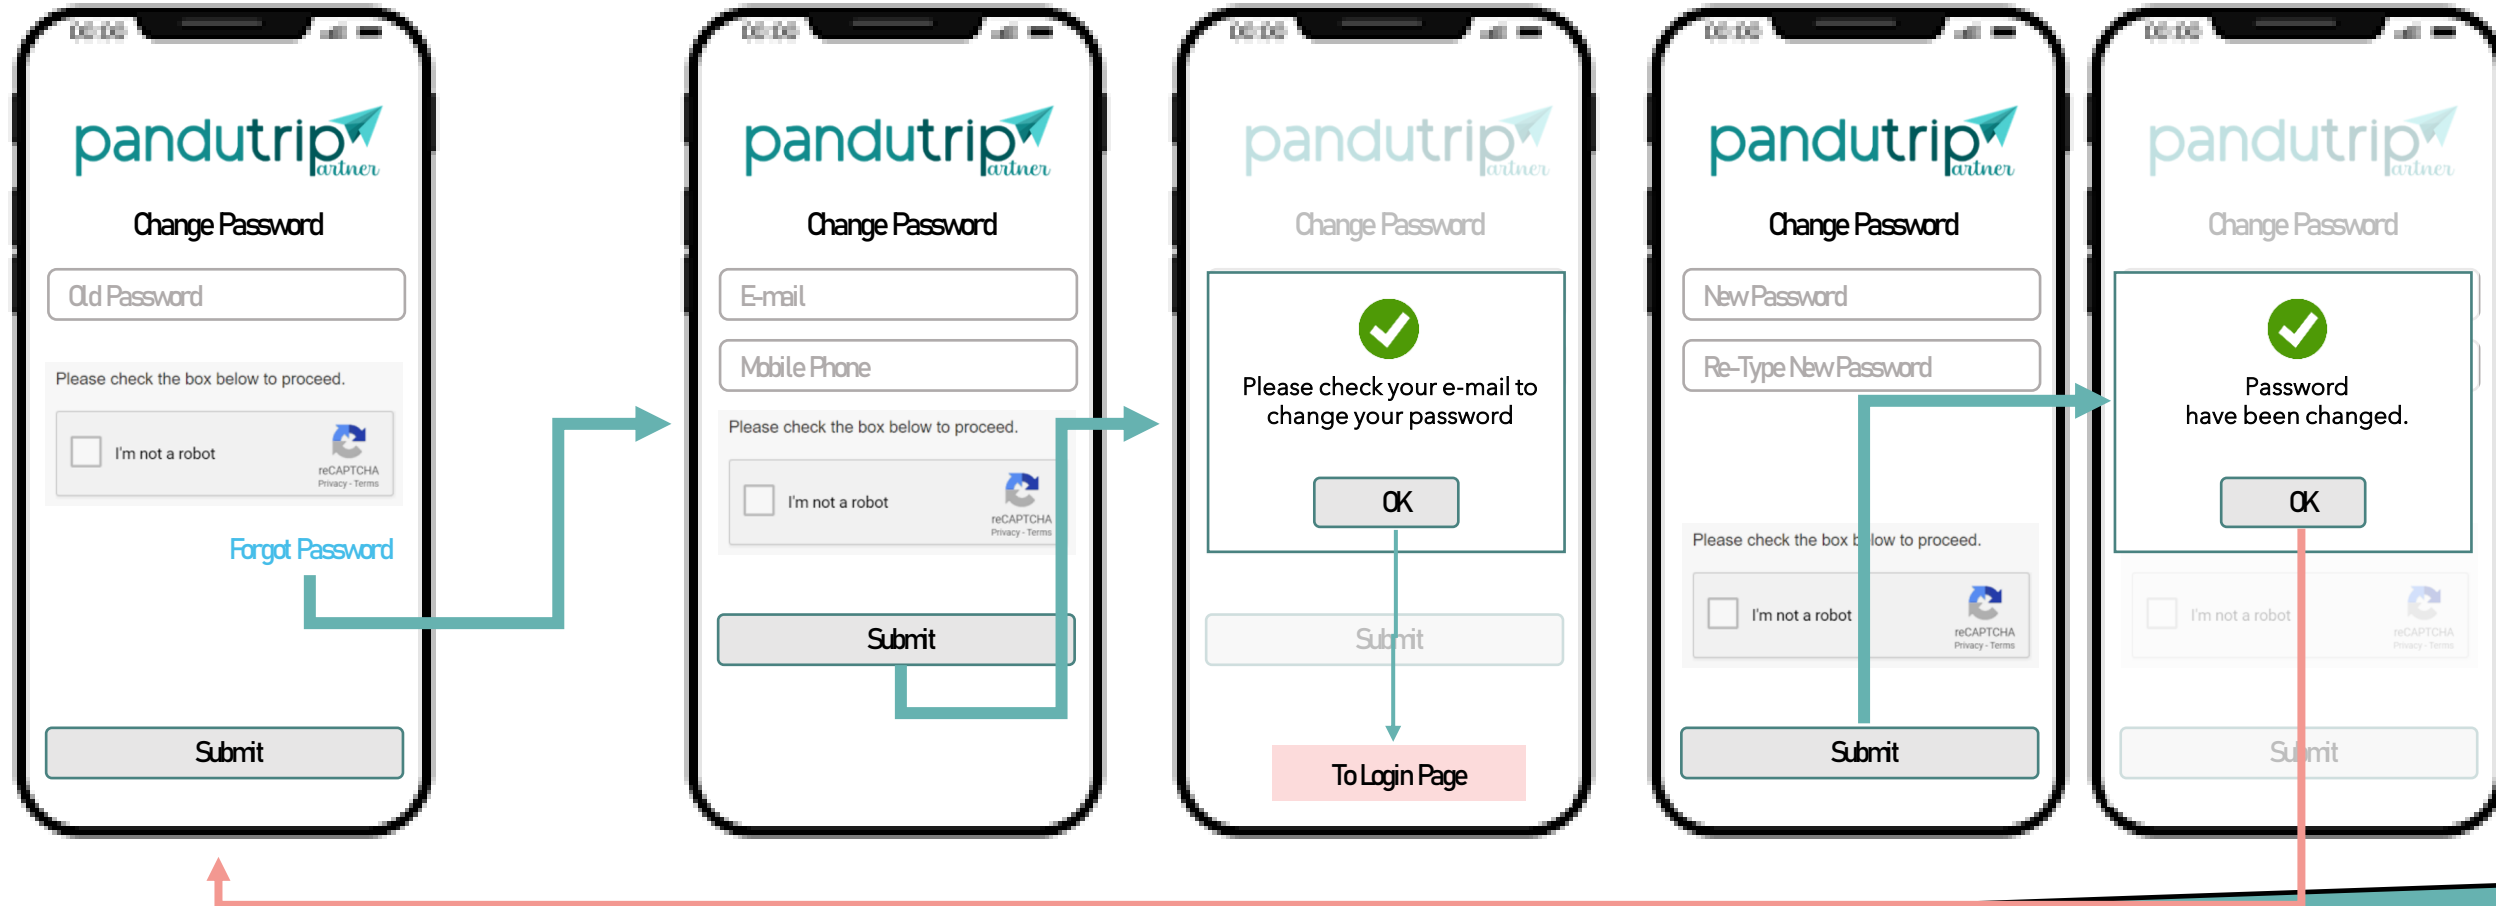 00:00
pandutrip
artner
Change Password
Old Password
Please check the box below to proceed.
I'm not a robot
reCAPTCHA
Privacy - Terms
Forgot Password
Submit
00:00
pandutrip
artner
Change Password
E-mail
Mobile Phone
Please check the box below to proceed.
I'm not a robot
reCAPTCHA
Privacy - Terms
Submit
00:00
pandutrip
artner
Change Password
Please check your e-mail to
change your password
OK
Submit
To Login Page
00:00
pandutrip
artner
Change Password
New Password
Re-Type New Password
Please check the box below to proceed.
I'm not a robot
reCAPTCHA
Privacy - Terms
Submit
00:00
pandutrip
artner
Change Password
Password
have been changed.
OK
I'm not a robot
reCAPTCHA
Privacy - Terms
Submit